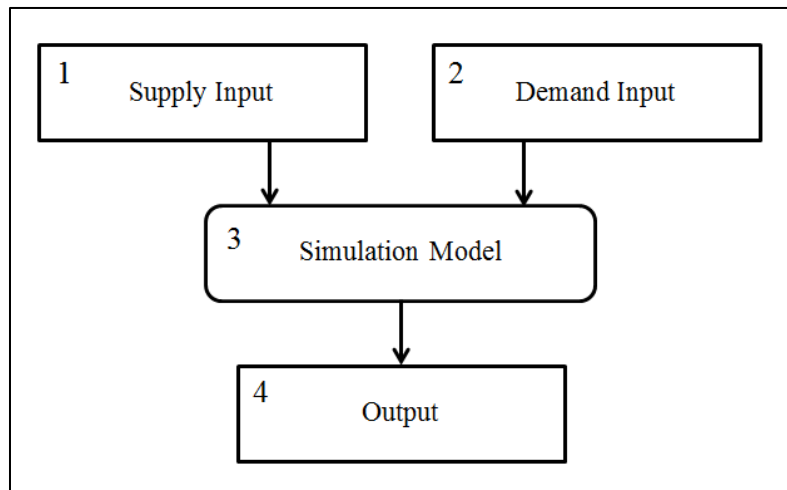 1
Supply Input
2
Demand Input
3
Simulation Model
4
Output